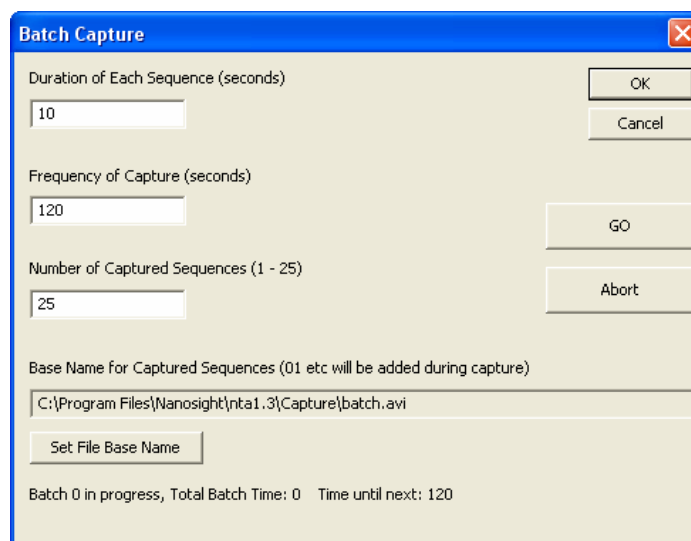 Batch Capture
Duration of Each Sequence (seconds)
10
OK
Cancel
Frequency of Capture (seconds)
120
GO
Number of Captured Sequences (1 - 25)
25
Abort
Base Name for Captured Sequences (01 etc will be added during capture)
C:\Program Files\Nanosight\nta1.3\Capture\batch.avi
Set File Base Name
Batch 0 in progress, Total Batch Time: 0 Time until next: 120